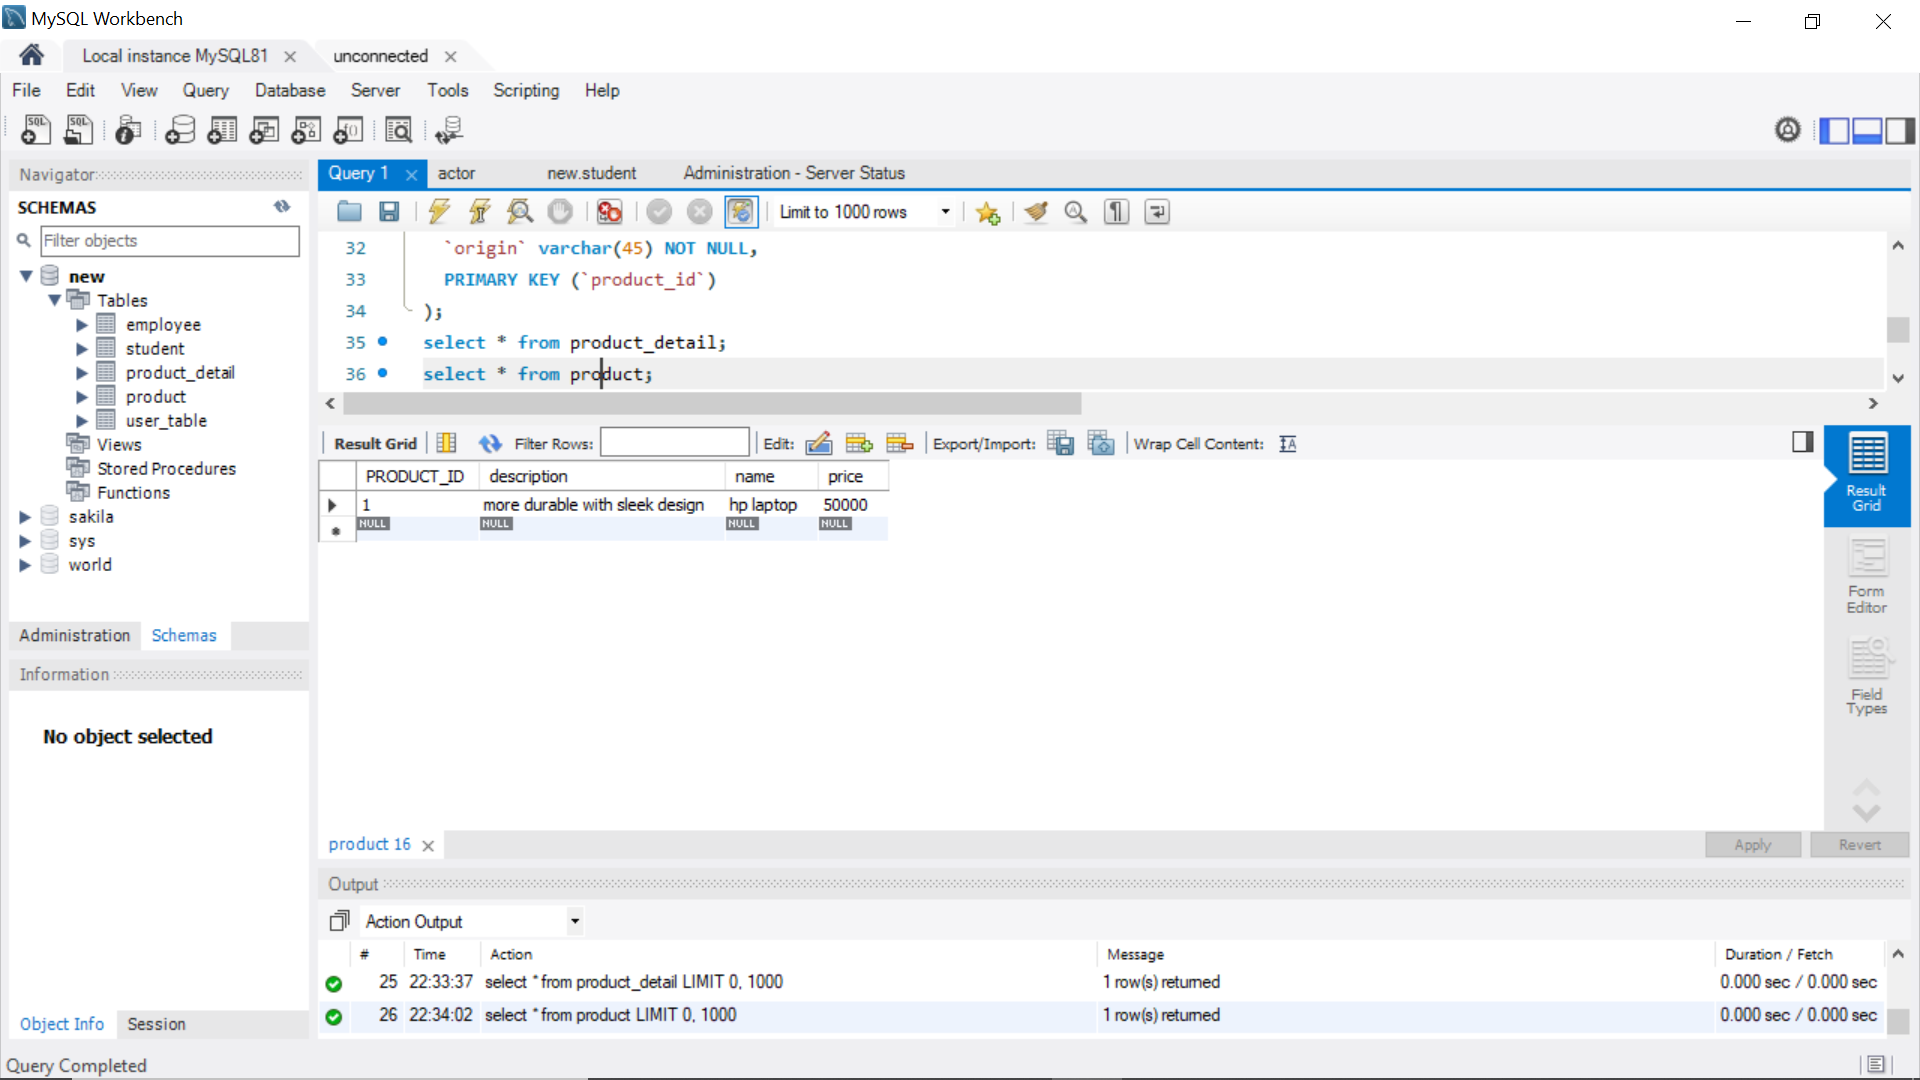 MySQL Workbench
Local instance MySQL81
unconnected
File Edit View Query Database Server Tools Scripting Help
Navigator
SCHEMAS
Filter objects
new
Tables
employee
student
product_detail
product
user_table
Views
Stored Procedures
Functions
sakila
sys
world
Administration Schemas
Information
No object selected
Object Info Session
Query 1 actor new.student Administration - Server Status
Limit to 1000 rows
32 `origin` varchar(45) NOT NULL,
33 PRIMARY KEY (`product_id`)
34 );
35 select * from product_detail;
36 select * from product;
Result Grid Filter Rows: Edit: Export/Import: Wrap Cell Content:
PRODUCT_ID description name price
1 more durable with sleek design hp laptop 50000
NULL NULL NULL NULL
Result
Grid
Form
Editor
Field
Types
product 16
Apply Revert
Output
Action Output
# Time Action Message Duration / Fetch
25 22:33:37 select * from product_detail LIMIT 0, 1000 1 row(s) returned 0.000 sec / 0.000 sec
26 22:34:02 select * from product LIMIT 0, 1000 1 row(s) returned 0.000 sec / 0.000 sec
Query Completed